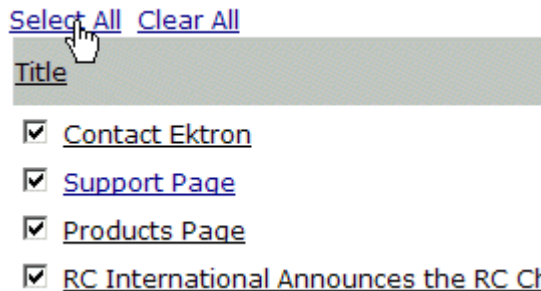 Select All Clear All
Title
Contact Ektron
Support Page
Products Page
RC International Announces the RC